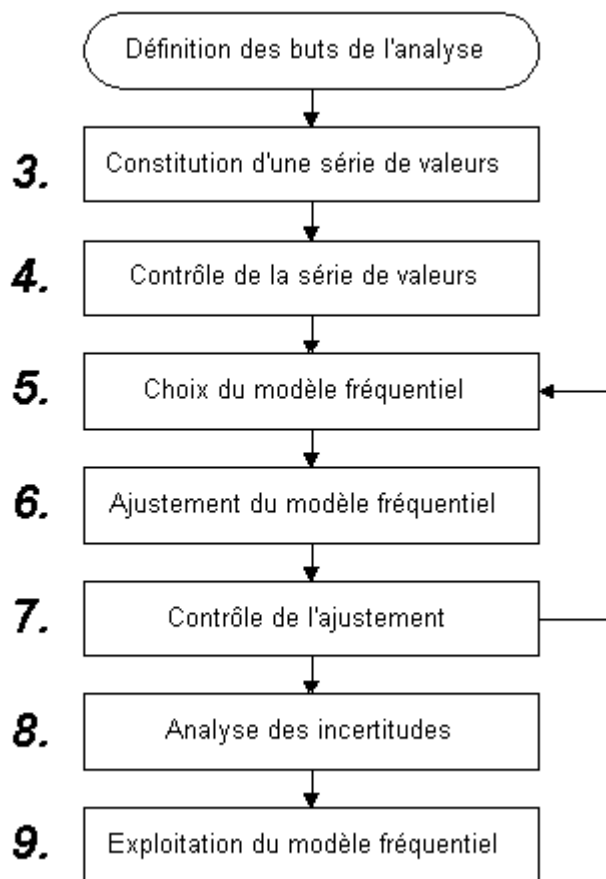 Définition des buts de l'analyse
3. Constitution d'une série de valeurs
4. Contrôle de la série de valeurs
5. Choix du modèle fréquentiel
6. Ajustement du modèle fréquentiel
7. Contrôle de l'ajustement
8. Analyse des incertitudes
9. Exploitation du modèle fréquentiel